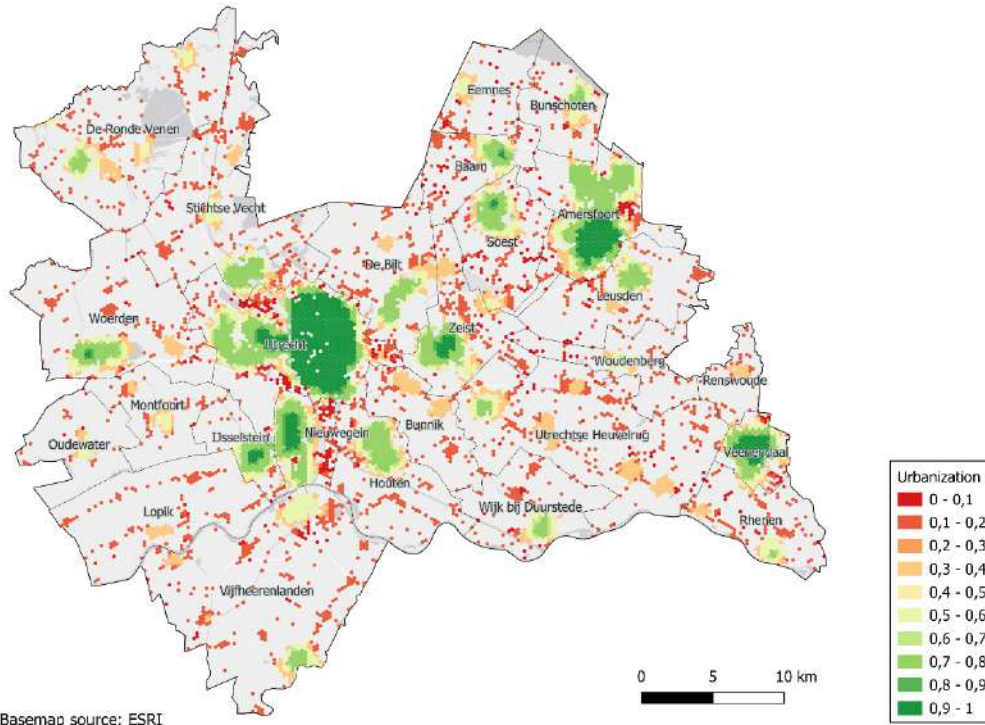 Eemnes
Bunschoten
De Ronde Venen
Baarn
Stichtse Vecht
Amersfoort
Soest
De Bilt
Leusden
Woerden
Zeist
Utrecht
Woudenberg
Renswoude
Montfoort
Bunnik
Oudewater
IJsselstein
Nieuwegein
Utrechtse Heuvelrug
Veenendaal
Houten
Wijk bij Duurstede
Lopik
Rhenen
Vijfheerenlanden
Urbanization
0 - 0,1
0,1 - 0,2
0,2 - 0,3
0,3 - 0,4
0,4 - 0,5
0,5 - 0,6
0,6 - 0,7
0,7 - 0,8
0,8 - 0,9
0,9 - 1
0 5 10 km
Basemap source: ESRI